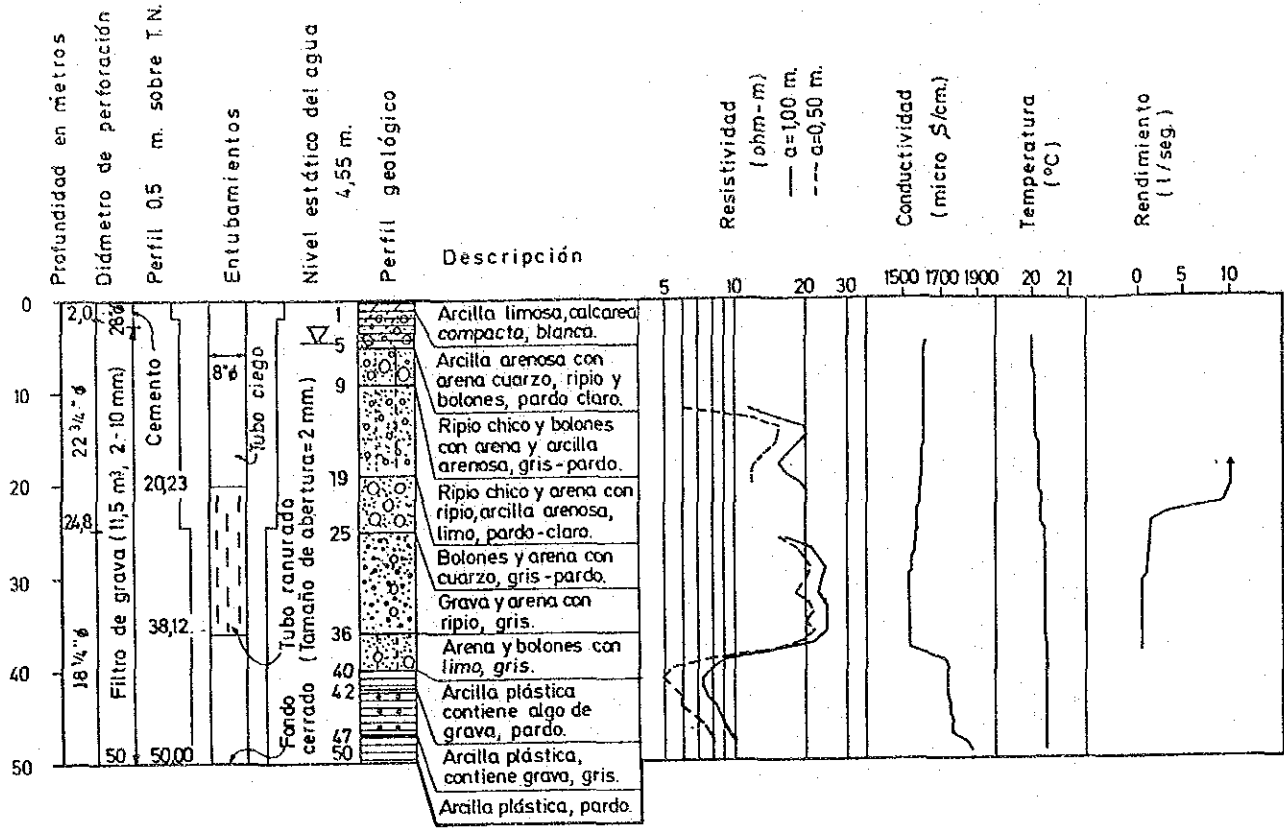 Profundidad en metros
Diámetro de perforación
Perfil 0,5 m. sobre T.N.
Entubamientos
Nivel estático del agua
4,55 m.
Perfil geológico
Descripción
Resistividad
(ohm-m)
a=1,00 m.
a=0,50 m.
Conductividad
(micro S/cm.)
Temperatura
(°C)
Rendimiento
(l/seg.)
5 10 20 30
1500 1700 1900
20 21
0 5 10
0
10
20
30
40
50
2,0
24,8
22 3/4" ø
18 1/4" ø
50
Filtro de grava (11,5 m³, 2-10 mm)
Cemento
20,23
38,12
50,00
8"ø
Tubo ciego
Tubo ranurado
(Tamaño de abertura=2 mm.)
Fondo
cerrado
1
5
9
19
25
36
40
42
47
50
Arcilla limosa,calcarea
compacta, blanca.
Arcilla arenosa con
arena cuarzo, ripio y
bolones, pardo claro.
Ripio chico y bolones
con arena y arcilla
arenosa, gris-pardo.
Ripio chico y arena con
ripio, arcilla arenosa,
limo, pardo-claro.
Bolones y arena con
cuarzo, gris-pardo.
Grava y arena con
ripio, gris.
Arena y bolones con
limo, gris.
Arcilla plástica
contiene algo de
grava, pardo.
Arcilla plástica,
contiene grava, gris.
Arcilla plástica, pardo.